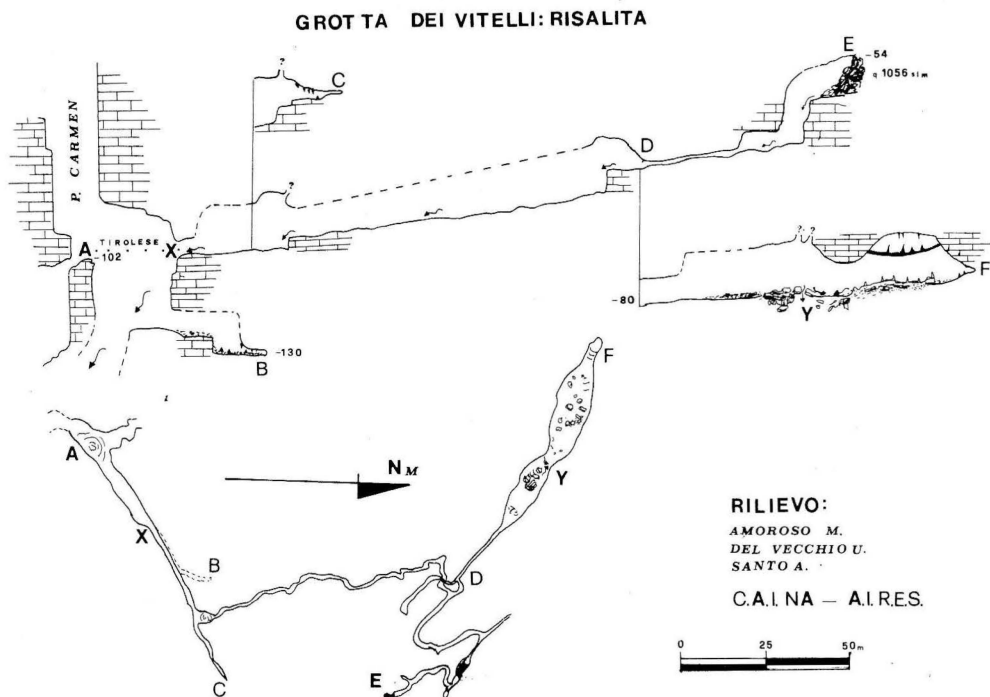 GROTTA DEI VITELLI: RISALITA
E
-54
q 1056 slm
?
C
P. CARMEN
D
?
A
TIROLESE
X
-102
? ?
F
-80
Y
-130
B
F
A
NM
Y
X
B
D
C
E
RILIEVO:
AMOROSO M.
DEL VECCHIO U.
SANTO A.
C.A.I. NA – A.I.R.E.S.
0 25 50m